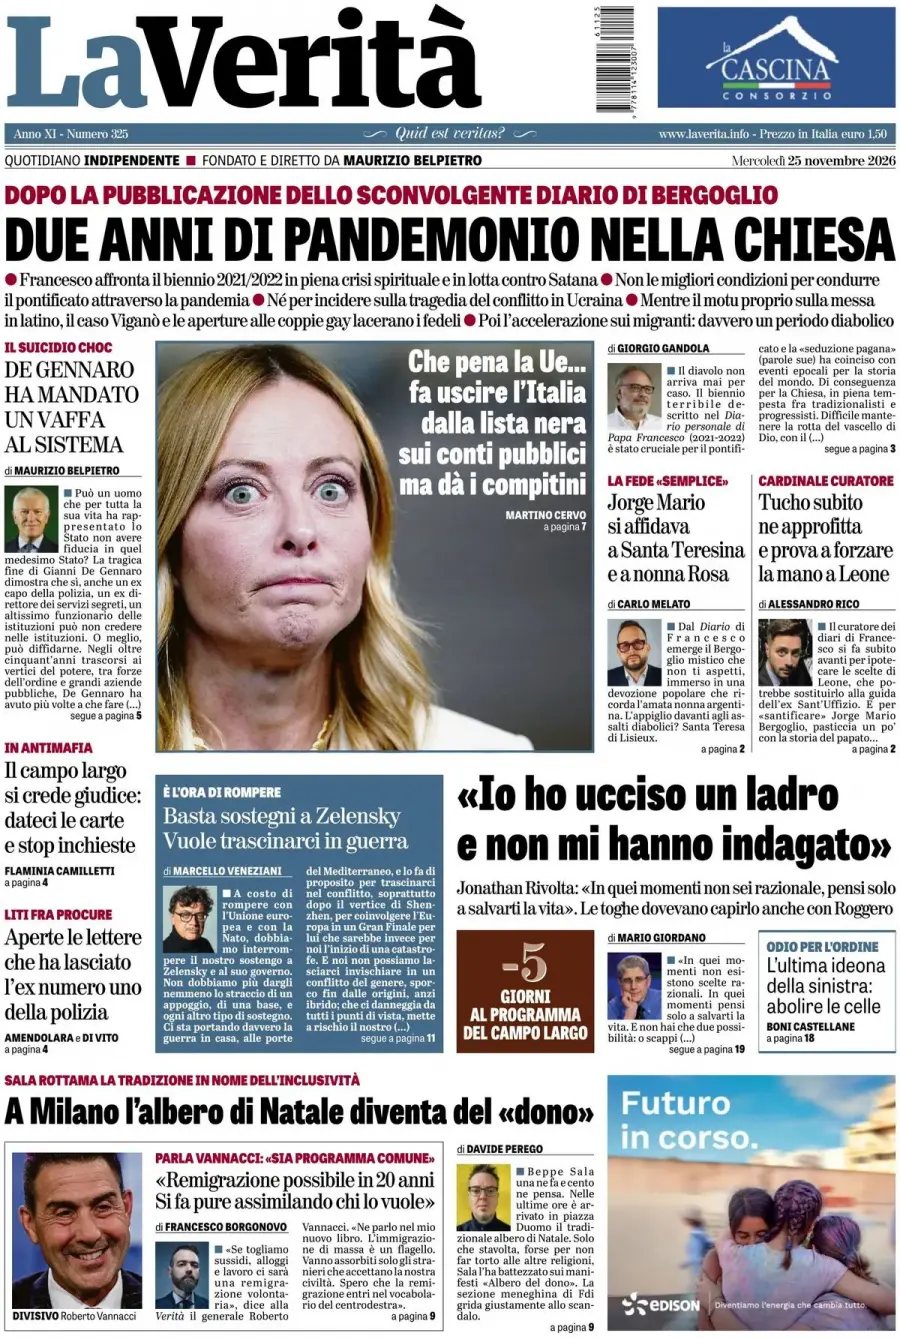 LaVerità
61125
9 778114 123007
la
CASCINA
CONSORZIO
Anno XI - Numero 325
Quid est veritas?
www.laverita.info - Prezzo in Italia euro 1,50
QUOTIDIANO INDIPENDENTE ■ FONDATO E DIRETTO DA MAURIZIO BELPIETRO
Mercoledì 25 novembre 2026
DOPO LA PUBBLICAZIONE DELLO SCONVOLGENTE DIARIO DI BERGOGLIO
DUE ANNI DI PANDEMONIO NELLA CHIESA
● Francesco affronta il biennio 2021/2022 in piena crisi spirituale e in lotta contro Satana ● Non le migliori condizioni per condurre
il pontificato attraverso la pandemia ● Né per incidere sulla tragedia del conflitto in Ucraina ● Mentre il motu proprio sulla messa
in latino, il caso Viganò e le aperture alle coppie gay lacerano i fedeli ● Poi l'accelerazione sui migranti: davvero un periodo diabolico
IL SUICIDIO CHOC
DE GENNARO
HA MANDATO
UN VAFFA
AL SISTEMA
di MAURIZIO BELPIETRO
■ Può un uomo
che per tutta la
sua vita ha rap-
presentato lo
Stato non avere
fiducia in quel
medesimo Stato? La tragica
fine di Gianni De Gennaro
dimostra che sì, anche un ex
capo della polizia, un ex di-
rettore dei servizi segreti, un
altissimo funzionario delle
istituzioni può non credere
nelle istituzioni. O meglio,
può diffidarne. Negli oltre
cinquant'anni trascorsi ai
vertici del potere, tra forze
dell'ordine e grandi aziende
pubbliche, De Gennaro ha
avuto più volte a che fare (...)
segue a pagina 5
Che pena la Ue...
fa uscire l'Italia
dalla lista nera
sui conti pubblici
ma dà i compitini
MARTINO CERVO
a pagina 7
di GIORGIO GANDOLA
■ Il diavolo non
arriva mai per
caso. Il biennio
terribile de-
scritto nel Dia-
rio personale di
Papa Francesco (2021-2022)
è stato cruciale per il pontifi-
cato e la «seduzione pagana»
(parole sue) ha coinciso con
eventi epocali per la storia
del mondo. Di conseguenza
per la Chiesa, in piena tem-
pesta fra tradizionalisti e
progressisti. Difficile mante-
nere la rotta del vascello di
Dio, con il (...)
segue a pagina 3
LA FEDE «SEMPLICE»
Jorge Mario
si affidava
a Santa Teresina
e a nonna Rosa
di CARLO MELATO
■ Dal Diario di
Francesco
emerge il Bergo-
glio mistico che
non ti aspetti,
immerso in una
devozione popolare che ri-
corda l'amata nonna argenti-
na. L'appiglio davanti agli as-
salti diabolici? Santa Teresa
di Lisieux.
a pagina 2
CARDINALE CURATORE
Tucho subito
ne approfitta
e prova a forzare
la mano a Leone
di ALESSANDRO RICO
■ Il curatore dei
diari di France-
sco si fa subito
avanti per ipote-
care le scelte di
Leone, che po-
trebbe sostituirlo alla guida
dell'ex Sant'Uffizio. E per
«santificare» Jorge Mario
Bergoglio, pasticcia un po'
con la storia del papato...
a pagina 2
IN ANTIMAFIA
Il campo largo
si crede giudice:
dateci le carte
e stop inchieste
FLAMINIA CAMILLETTI
a pagina 4
LITI FRA PROCURE
Aperte le lettere
che ha lasciato
l'ex numero uno
della polizia
AMENDOLARA e DI VITO
a pagina 4
È L'ORA DI ROMPERE
Basta sostegni a Zelensky
Vuole trascinarci in guerra
di MARCELLO VENEZIANI
■ A costo di
rompere con
l'Unione euro-
pea e con la
Nato, dobbia-
mo interrom-
pere il nostro sostengo a
Zelensky e al suo governo.
Non dobbiamo più dargli
nemmeno lo straccio di un
appoggio, di una base, e
ogni altro tipo di sostegno.
Ci sta portando davvero la
guerra in casa, alle porte
del Mediterraneo, e lo fa di
proposito per trascinarci
nel conflitto, soprattutto
dopo il vertice di Shen-
zhen, per coinvolgere l'Eu-
ropa in un Gran Finale per
lui che sarebbe invece per
noi l'inizio di una catastro-
fe. E noi non possiamo la-
sciarci invischiare in un
conflitto del genere, spor-
co fin dalle origini, anzi
ibrido; che ci danneggia da
tutti i punti di vista, mette
a rischio il nostro (...)
segue a pagina 11
«Io ho ucciso un ladro
e non mi hanno indagato»
Jonathan Rivolta: «In quei momenti non sei razionale, pensi solo
a salvarti la vita». Le toghe dovevano capirlo anche con Roggero
-5
GIORNI
AL PROGRAMMA
DEL CAMPO LARGO
di MARIO GIORDANO
■ «In quei mo-
menti non esi-
stono scelte ra-
zionali. In quei
momenti pensi
solo a salvarti la
vita. E non hai che due possi-
bilità: o scappi (...)
segue a pagina 19
ODIO PER L'ORDINE
L'ultima ideona
della sinistra:
abolire le celle
BONI CASTELLANE
a pagina 18
SALA ROTTAMA LA TRADIZIONE IN NOME DELL'INCLUSIVITÀ
A Milano l'albero di Natale diventa del «dono»
DIVISIVO Roberto Vannacci
PARLA VANNACCI: «SIA PROGRAMMA COMUNE»
«Remigrazione possibile in 20 anni
Si fa pure assimilando chi lo vuole»
di FRANCESCO BORGONOVO
■ «Se togliamo
sussidi, alloggi
e lavoro ci sarà
una remigra-
zione volonta-
ria», dice alla
Verità il generale Roberto
Vannacci. «Ne parlo nel mio
nuovo libro. L'immigrazio-
ne di massa è un flagello.
Vanno assorbiti solo gli stra-
nieri che accettano la nostra
civiltà. Spero che la remi-
grazione entri nel vocabola-
rio del centrodestra».
a pagina 9
di DAVIDE PEREGO
■ Beppe Sala
una ne fa e cento
ne pensa. Nelle
ultime ore è ar-
rivato in piazza
Duomo il tradi-
zionale albero di Natale. Solo
che stavolta, forse per non
far torto alle altre religioni,
Sala l'ha battezzato sui mani-
festi «Albero del dono». La
sezione meneghina di Fdi
grida giustamente allo scan-
dalo.
a pagina 9
Futuro
in corso.
EDISON
Diventiamo l'energia che cambia tutto.